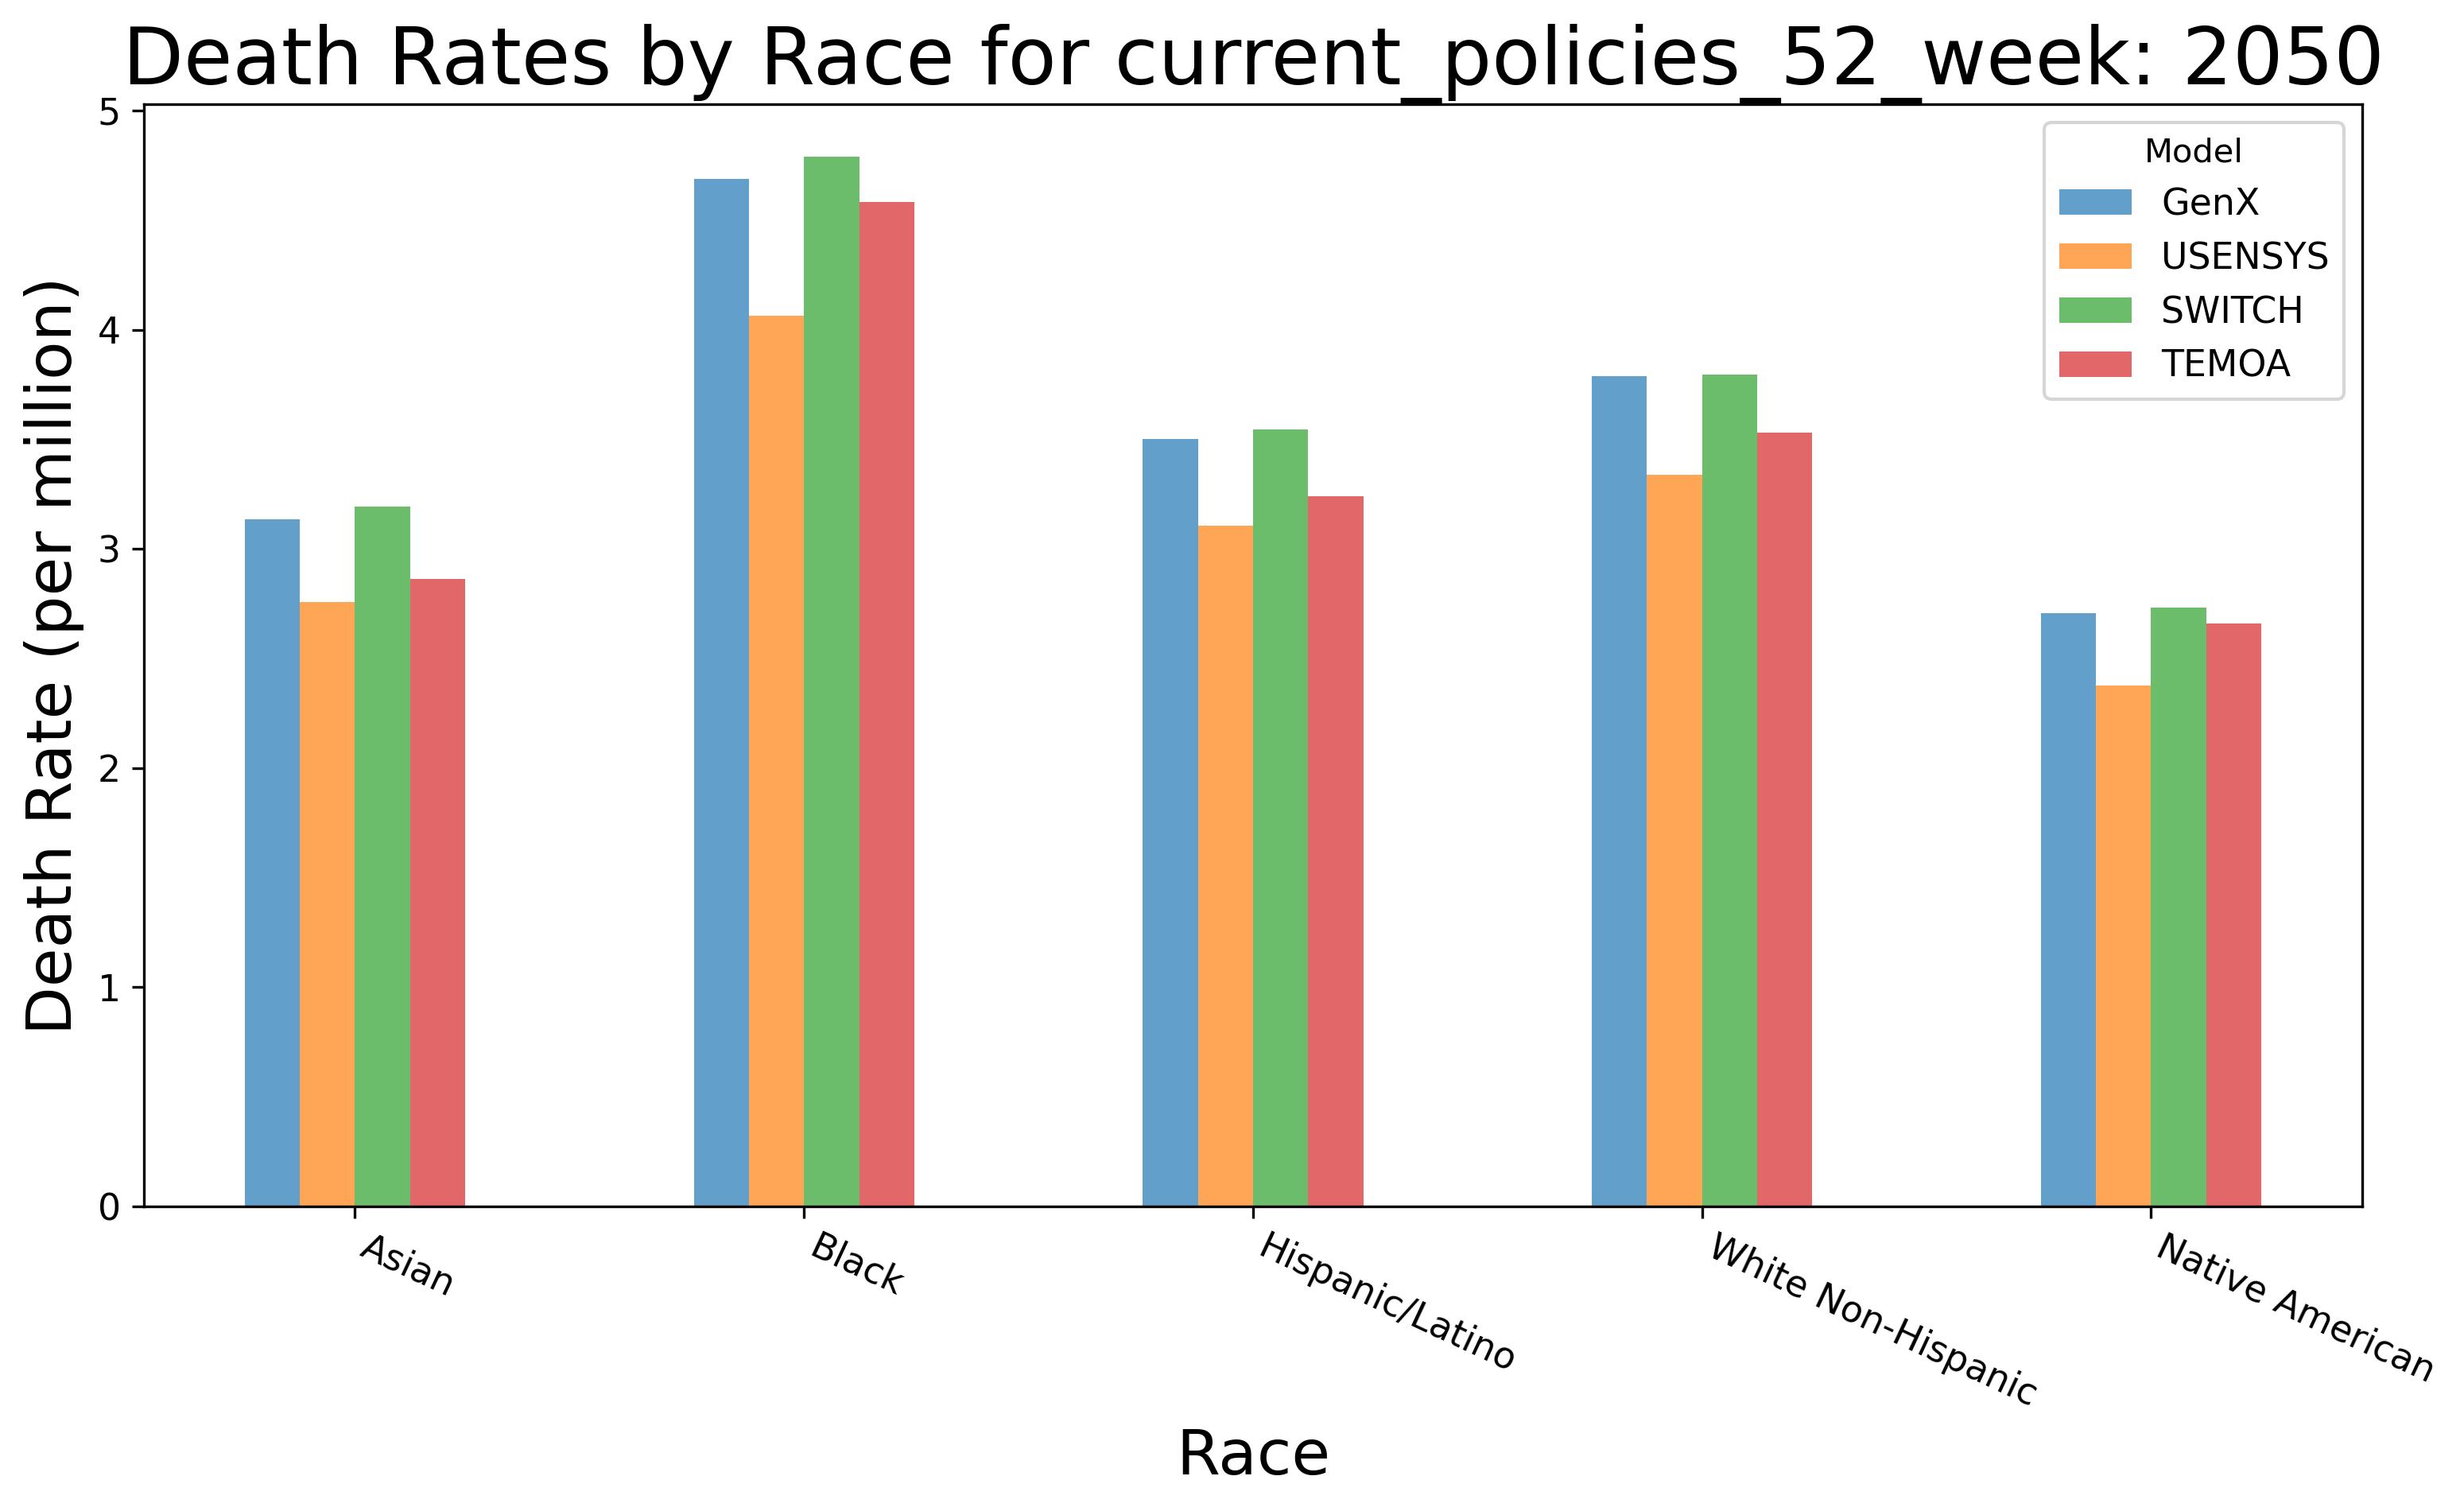 Death Rates by Race for current_policies_52_week: 2050
Death Rate (per million)
5
4
3
2
1
0
Model
GenX
USENSYS
SWITCH
TEMOA
Asian
Black
Hispanic/Latino
White Non-Hispanic
Native American
Race